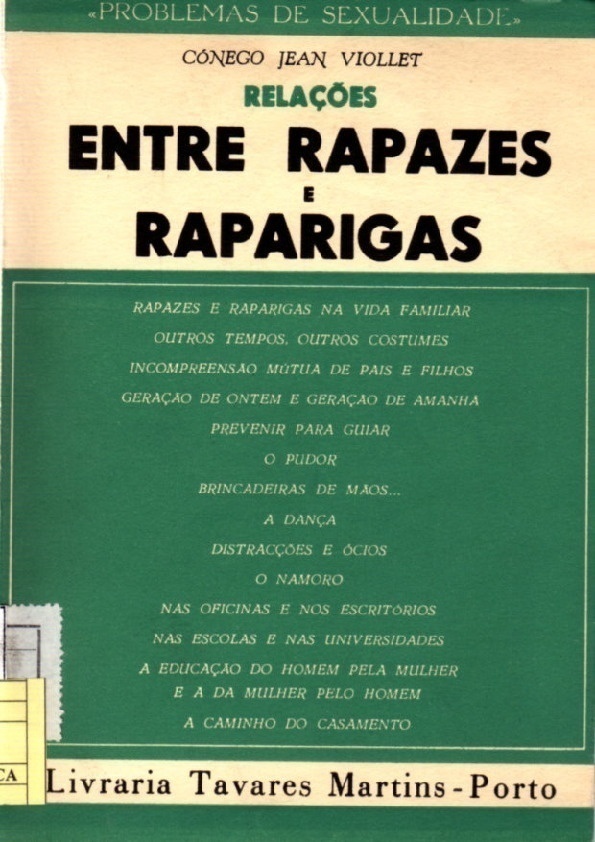 «PROBLEMAS DE SEXUALIDADE»
CÓNEGO JEAN VIOLLET
RELAÇÕES
ENTRE RAPAZES
E
RAPARIGAS
RAPAZES E RAPARIGAS NA VIDA FAMILIAR
OUTROS TEMPOS, OUTROS COSTUMES
INCOMPREENSÃO MÚTUA DE PAIS E FILHOS
GERAÇÃO DE ONTEM E GERAÇÃO DE AMANHA
PREVENIR PARA GUIAR
O PUDOR
BRINCADEIRAS DE MÃOS...
A DANÇA
DISTRACÇÕES E ÓCIOS
O NAMORO
NAS OFICINAS E NOS ESCRITÓRIOS
NAS ESCOLAS E NAS UNIVERSIDADES
A EDUCAÇÃO DO HOMEM PELA MULHER
E A DA MULHER PELO HOMEM
A CAMINHO DO CASAMENTO
CA
Livraria Tavares Martins - Porto